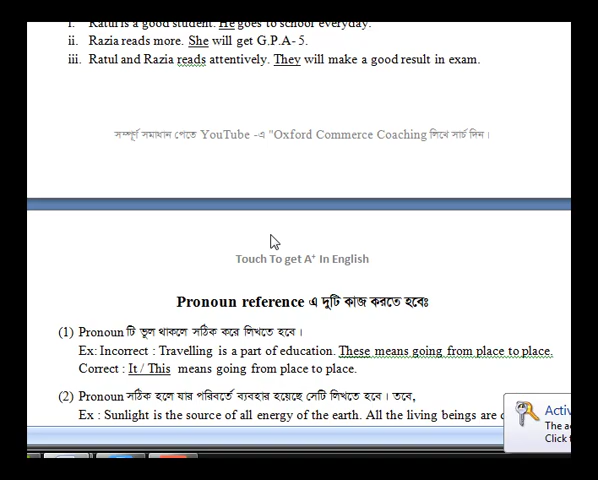 i. Ratul is a good student. He goes to school everyday.
ii. Razia reads more. She will get G.P.A- 5.
iii. Ratul and Razia reads attentively. They will make a good result in exam.
সম্পূর্ণ সমাধান পেতে YouTube -এ "Oxford Commerce Coaching লিখে সার্চ দিন।
Touch To get A⁺ In English
Pronoun reference এ দুটি কাজ করতে হবেঃ
(1) Pronoun টি ভুল থাকলে সঠিক করে লিখতে হবে।
Ex: Incorrect : Travelling is a part of education. These means going from place to place.
Correct : It / This means going from place to place.
(2) Pronoun সঠিক হলে যার পরিবর্তে ব্যবহার হয়েছে সেটি লিখতে হবে। তবে,
Ex : Sunlight is the source of all energy of the earth. All the living beings are
The
Click